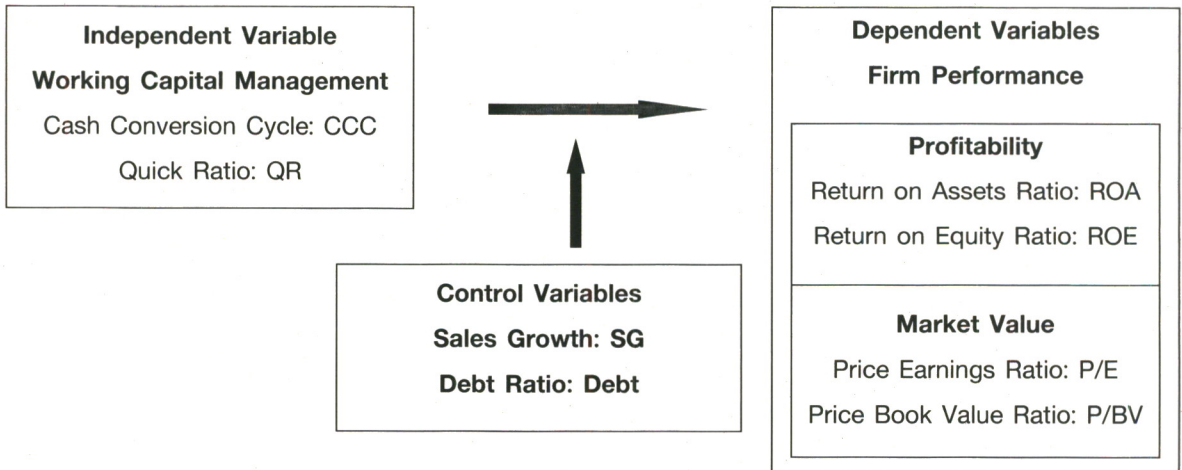 Independent Variable
Working Capital Management
Cash Conversion Cycle: CCC
Quick Ratio: QR
Control Variables
Sales Growth: SG
Debt Ratio: Debt
Dependent Variables
Firm Performance
Profitability
Return on Assets Ratio: ROA
Return on Equity Ratio: ROE
Market Value
Price Earnings Ratio: P/E
Price Book Value Ratio: P/BV